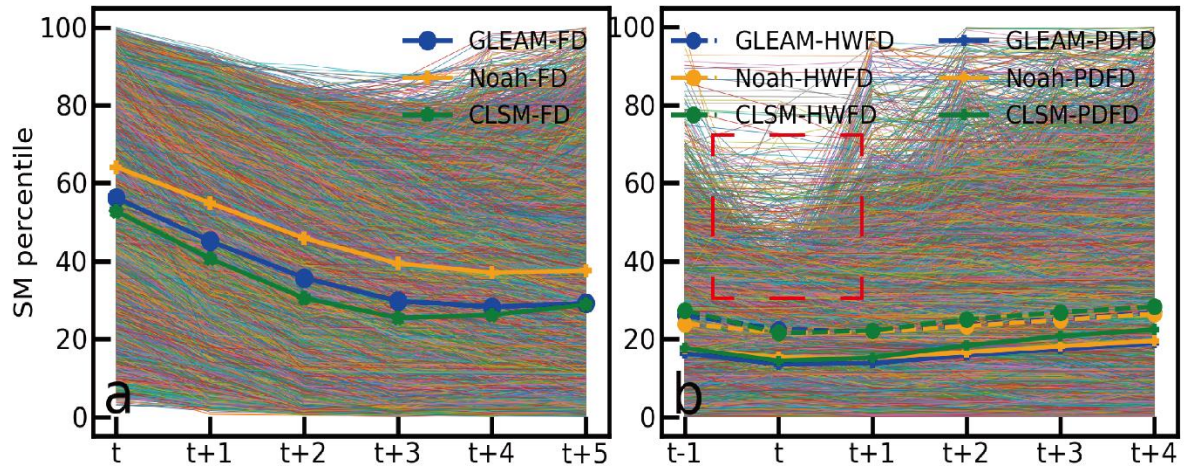 SM percentile
100
80
60
40
20
0
GLEAM-FD
Noah-FD
CLSM-FD
a
t t+1 t+2 t+3 t+4 t+5
100
80
60
40
20
0
GLEAM-HWFD GLEAM-PDFD
Noah-HWFD Noah-PDFD
CLSM-HWFD CLSM-PDFD
b
t-1 t t+1 t+2 t+3 t+4